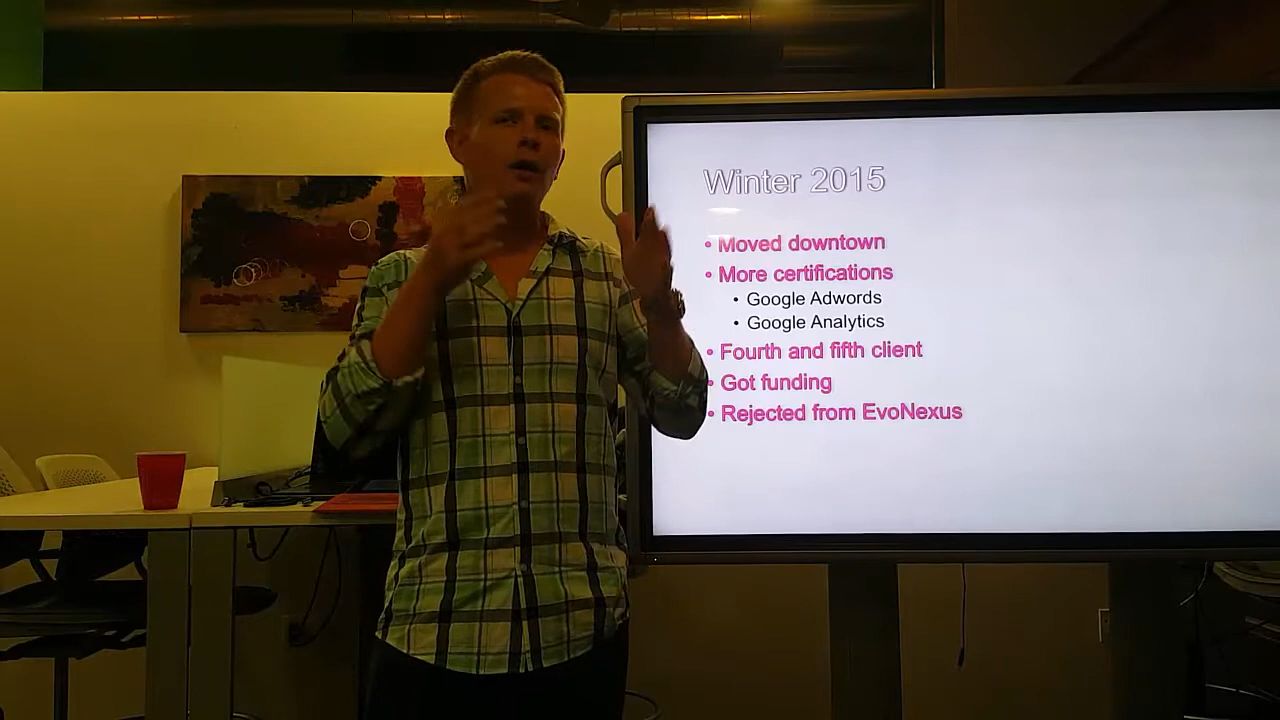 Winter 2015
• Moved downtown
• More certifications
• Google Adwords
• Google Analytics
• Fourth and fifth client
• Got funding
• Rejected from EvoNexus